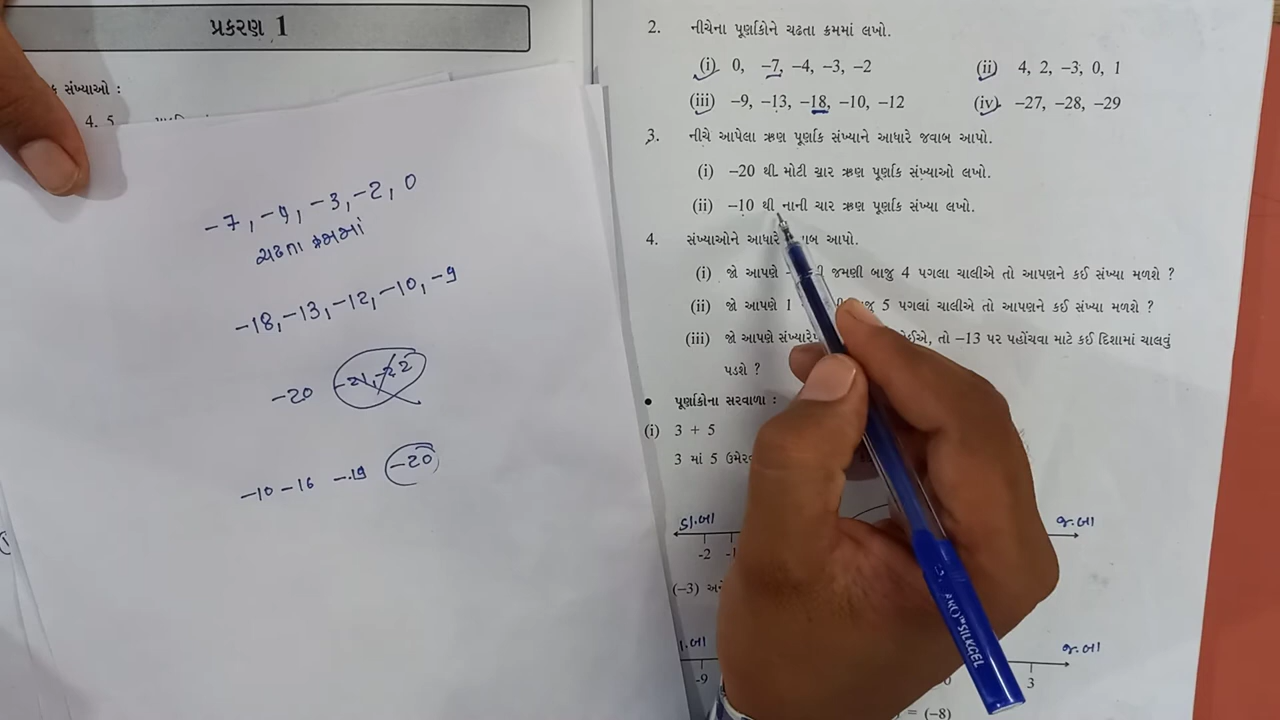 પ્રકરણ 1
સંખ્યાઓ :
4. 5
-7, -4, -3, -2, 0
ચઢતા ક્રમમાં
-18, -13, -12, -10, -9
-20 -21, -22
-10 -16 -19 -20
2. નીચેના પૂર્ણાંકોને ચઢતા ક્રમમાં લખો.
(i) 0, –7, –4, –3, –2 (ii) 4, 2, –3, 0, 1
(iii) –9, –13, –18, –10, –12 (iv) –27, –28, –29
3. નીચે આપેલા ઋણ પૂર્ણાંક સંખ્યાને આધારે જવાબ આપો.
(i) –20 થી મોટી ચાર ઋણ પૂર્ણાંક સંખ્યાઓ લખો.
(ii) –10 થી નાની ચાર ઋણ પૂર્ણાંક સંખ્યા લખો.
4. સંખ્યાઓને આધારે આપો.
(i) જો આપણે જમણી બાજુ 4 પગલા ચાલીએ તો આપણને કઈ સંખ્યા મળશે ?
(ii) જો આપણે 1 5 પગલાં ચાલીએ તો આપણને કઈ સંખ્યા મળશે ?
(iii) જો આપણે તો –13 પર પહોંચવા માટે કઈ દિશામાં ચાલવું
પડશે ?
• પૂર્ણાંકોના સરવાળા :
(i) 3 + 5
3 માં 5
ડા.બા જ.બા
-2
(–3) અને
જ.બા
-9 3
= (–8)
PRO SILKGEL